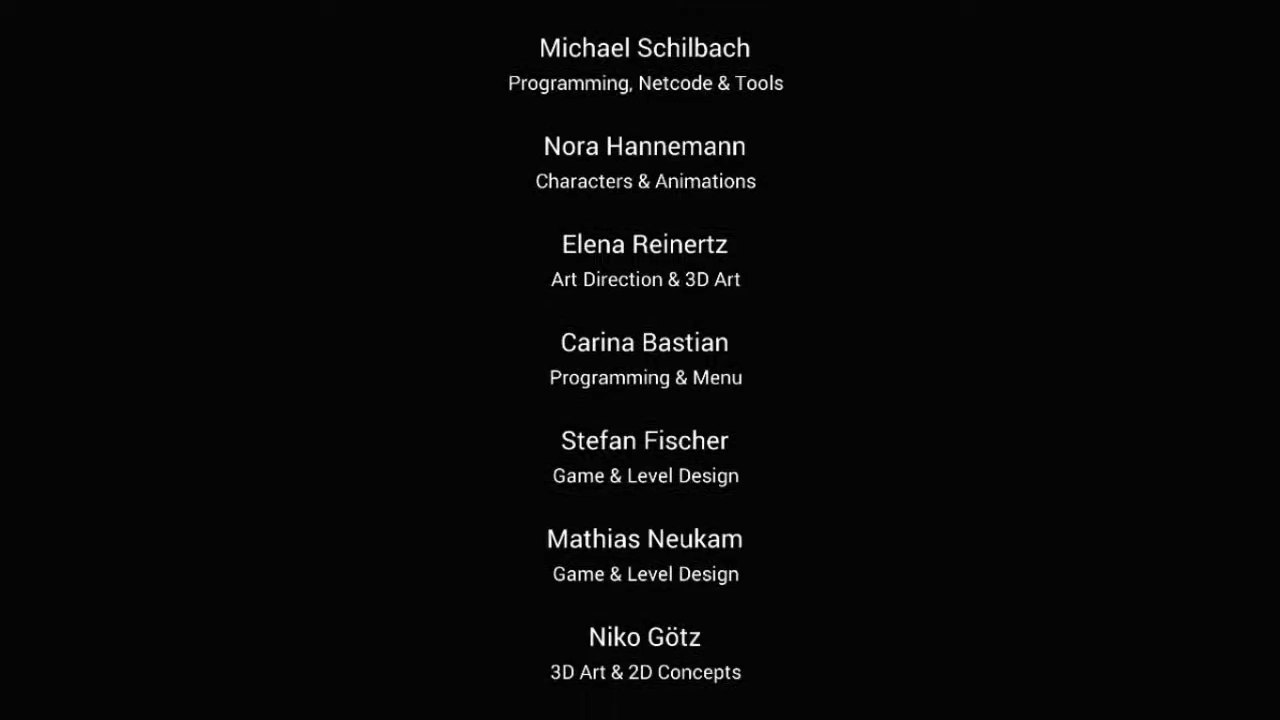 Michael Schilbach
Programming, Netcode & Tools
Nora Hannemann
Characters & Animations
Elena Reinertz
Art Direction & 3D Art
Carina Bastian
Programming & Menu
Stefan Fischer
Game & Level Design
Mathias Neukam
Game & Level Design
Niko Götz
3D Art & 2D Concepts